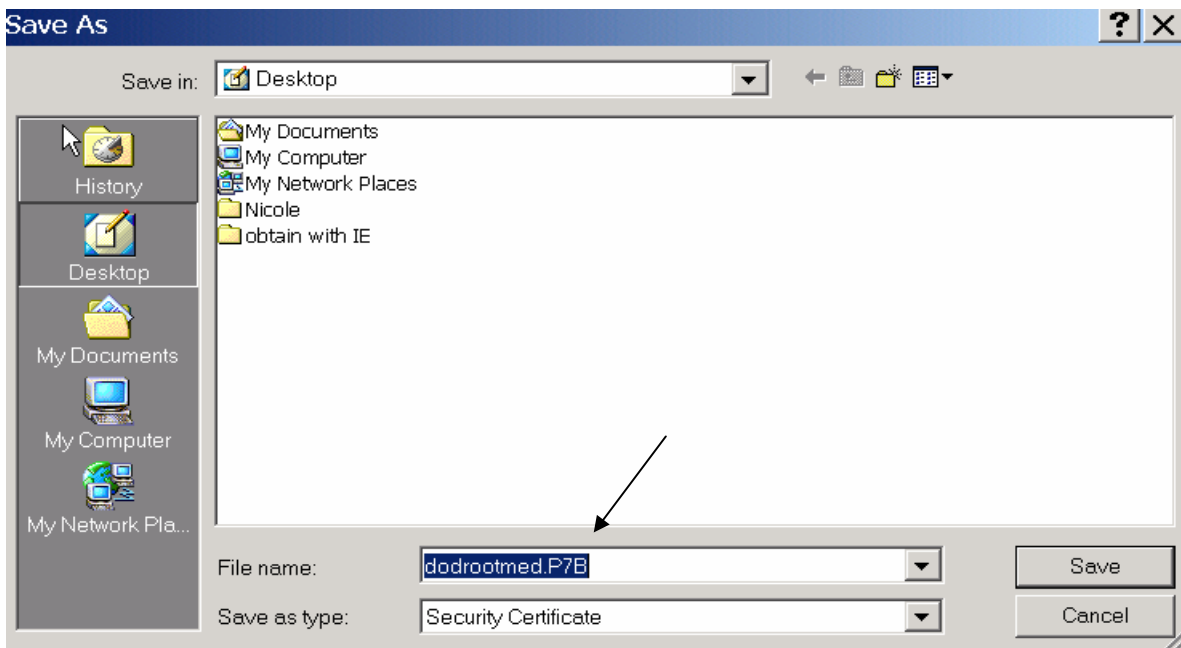 Save As
Save in:
Desktop
History
Desktop
My Documents
My Computer
My Network Pla...
My Documents
My Computer
My Network Places
Nicole
obtain with IE
File name:
dodrootmed.P7B
Save
Save as type:
Security Certificate
Cancel